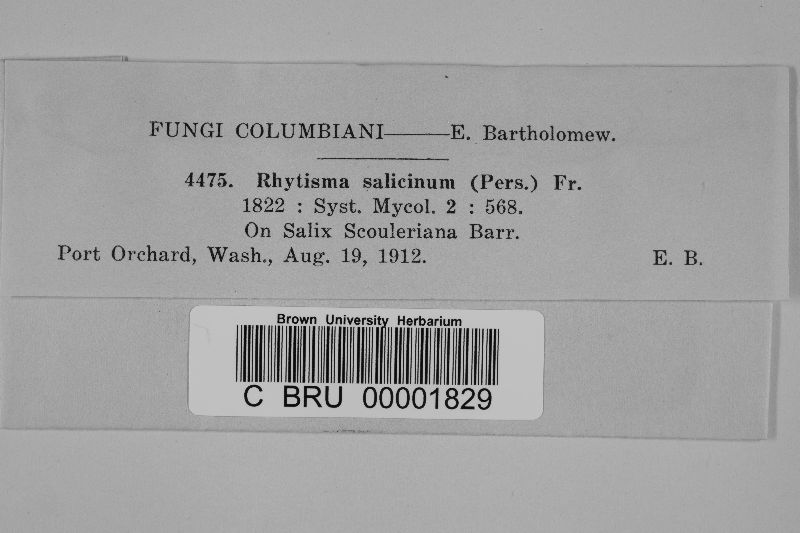 FUNGI COLUMBIANI——E. Bartholomew.
4475. Rhytisma salicinum (Pers.) Fr.
1822 : Syst. Mycol. 2 : 568.
On Salix Scouleriana Barr.
Port Orchard, Wash., Aug. 19, 1912. E. B.
Brown University Herbarium
C BRU 00001829